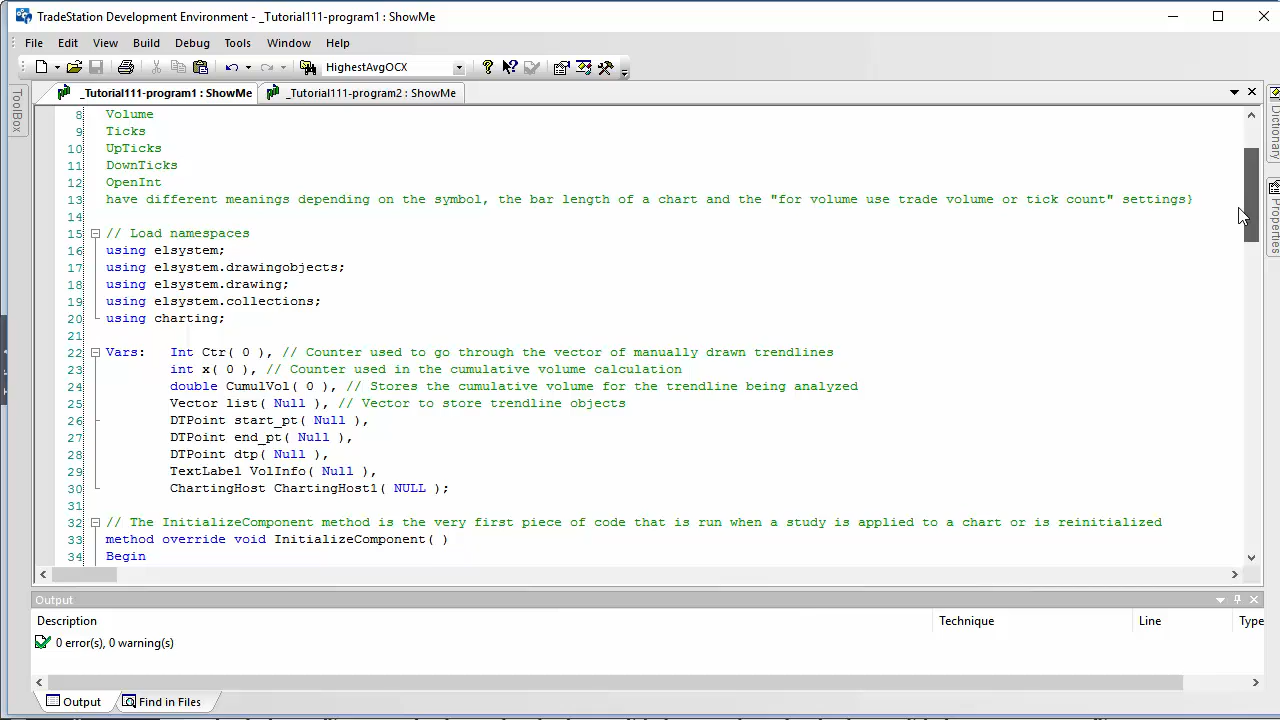 TradeStation Development Environment - _Tutorial111-program1 : ShowMe
File Edit View Build Debug Tools Window Help
HighestAvgOCX
_Tutorial111-program1 : ShowMe _Tutorial111-program2 : ShowMe
ToolBox
Dictionary
Properties
8 Volume
9 Ticks
10 UpTicks
11 DownTicks
12 OpenInt
13 have different meanings depending on the symbol, the bar length of a chart and the "for volume use trade volume or tick count" settings}
14
15 // Load namespaces
16 using elsystem;
17 using elsystem.drawingobjects;
18 using elsystem.drawing;
19 using elsystem.collections;
20 using charting;
21
22 Vars: Int Ctr( 0 ), // Counter used to go through the vector of manually drawn trendlines
23 int x( 0 ), // Counter used in the cumulative volume calculation
24 double CumulVol( 0 ), // Stores the cumulative volume for the trendline being analyzed
25 Vector list( Null ), // Vector to store trendline objects
26 DTPoint start_pt( Null ),
27 DTPoint end_pt( Null ),
28 DTPoint dtp( Null ),
29 TextLabel VolInfo( Null ),
30 ChartingHost ChartingHost1( NULL );
31
32 // The InitializeComponent method is the very first piece of code that is run when a study is applied to a chart or is reinitialized
33 method override void InitializeComponent( )
34 Begin
Output
Description Technique Line Type
0 error(s), 0 warning(s)
Output Find in Files